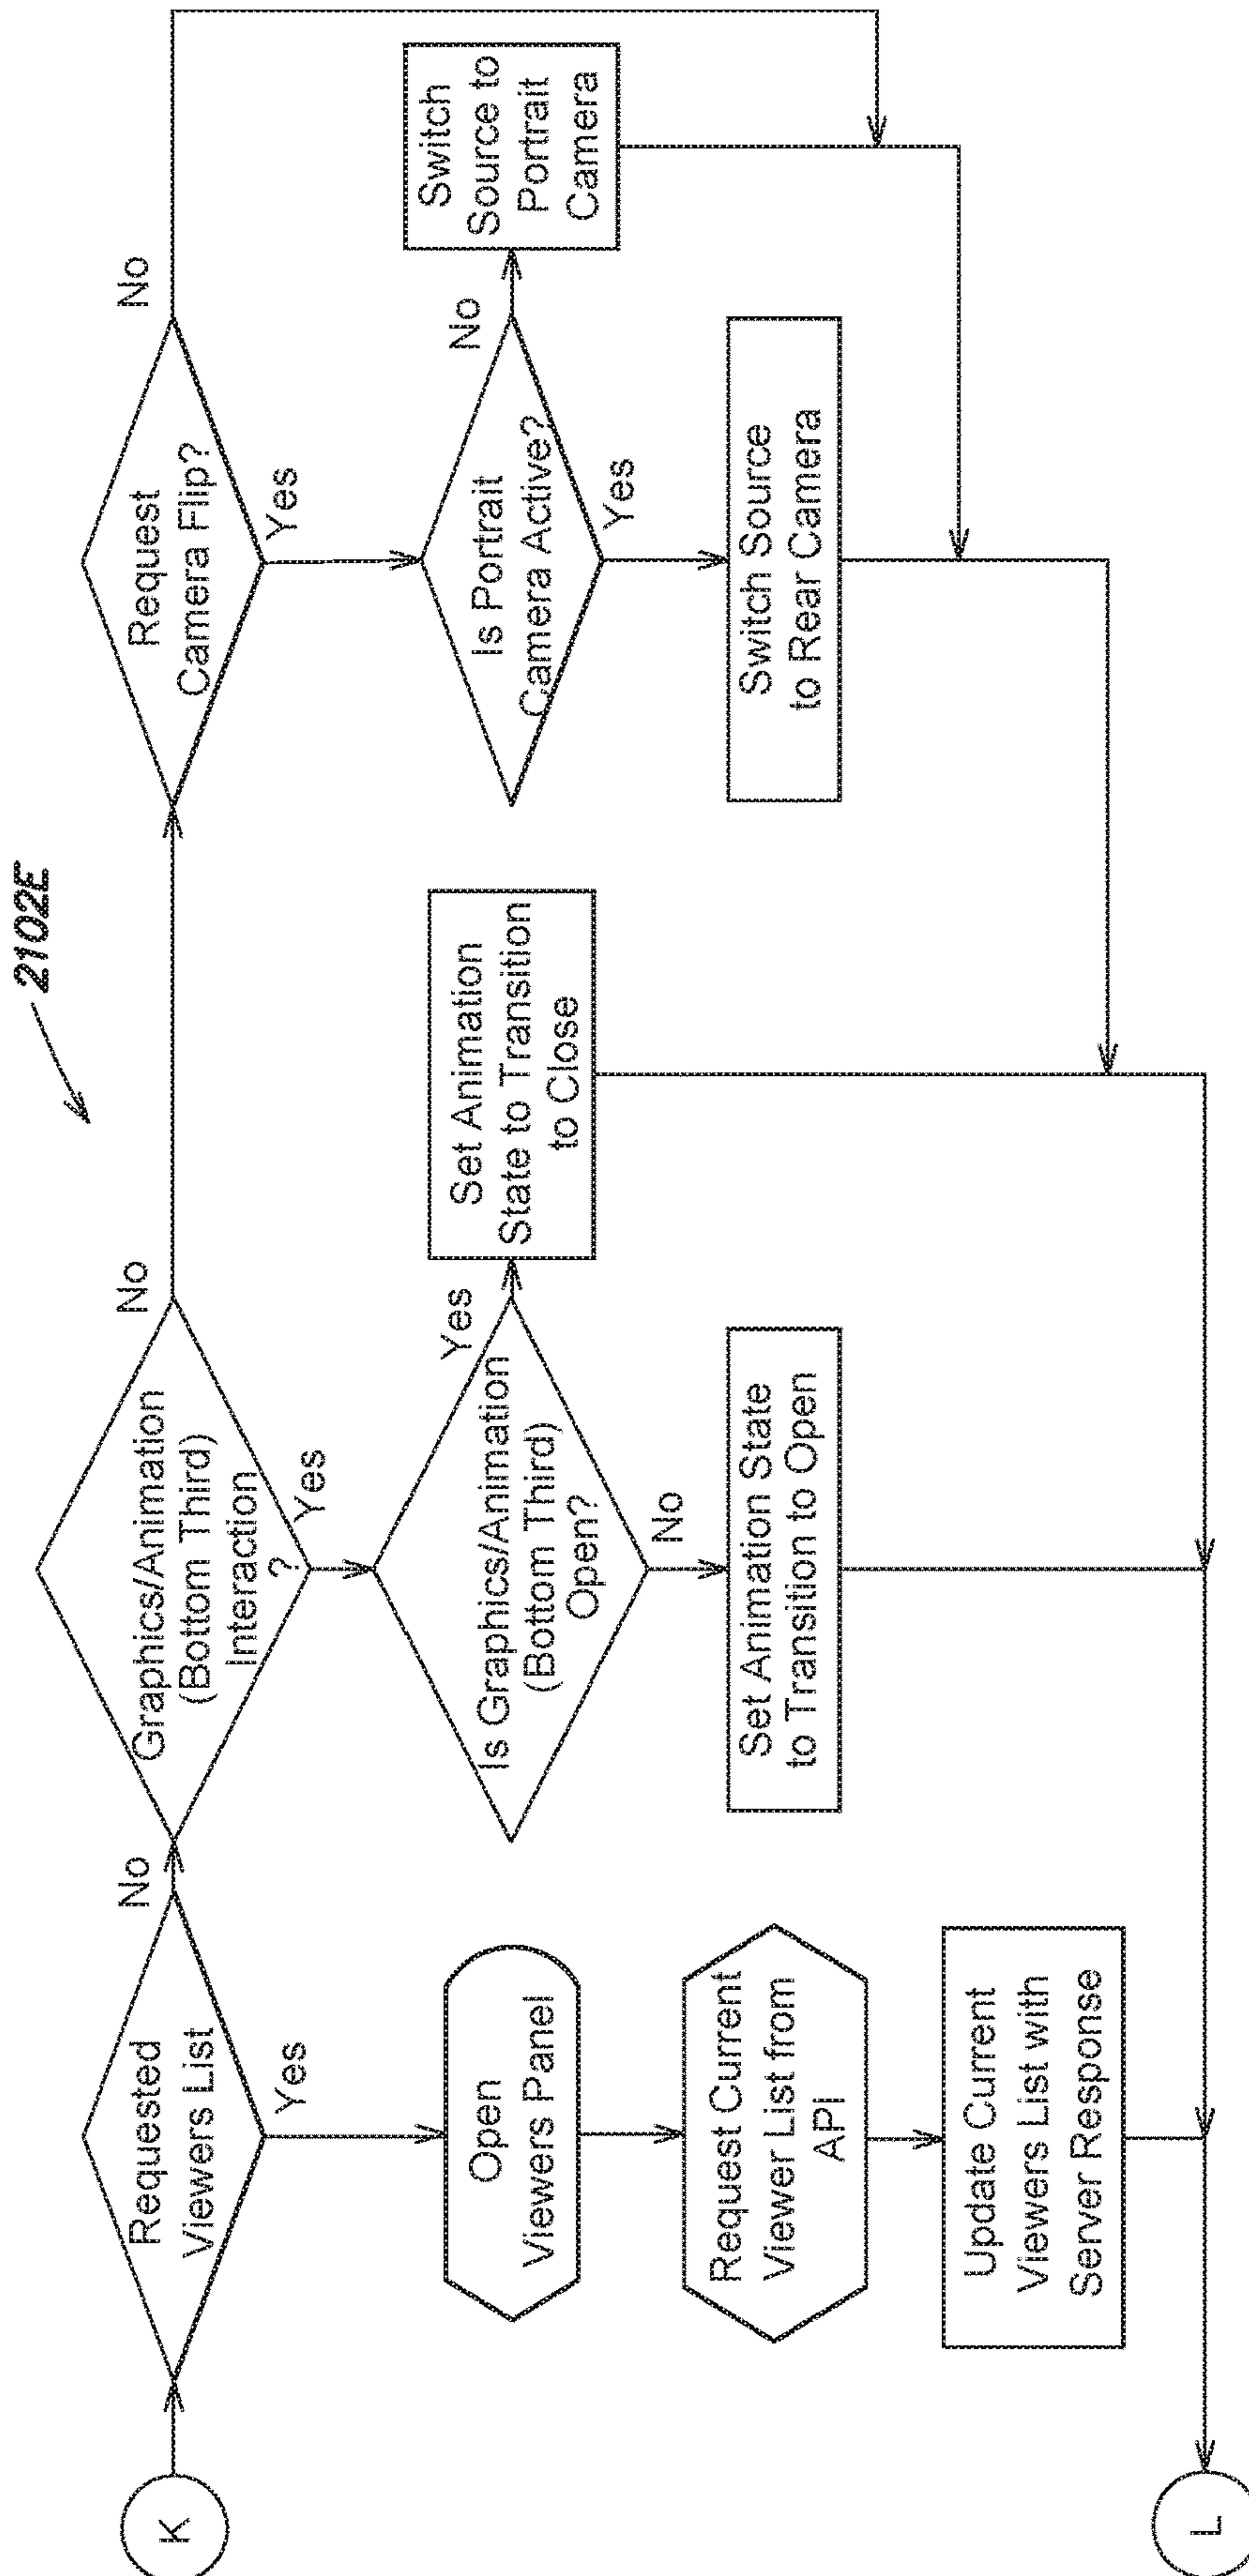 2102E
K
Requested
Viewers List
No
Yes
Open
Viewers Panel
Request Current
Viewer List from
API
Update Current
Viewers List with
Server Response
Graphics/Animation
(Bottom Third)
Interaction
?
No
Yes
Is Graphics/Animation
(Bottom Third)
Open?
Yes
No
Set Animation
State to Transition
to Close
Set Animation State
to Transition to Open
Request
Camera Flip?
No
Yes
Is Portrait
Camera Active?
No
Yes
Switch
Source to
Portrait
Camera
Switch Source
to Rear Camera
L